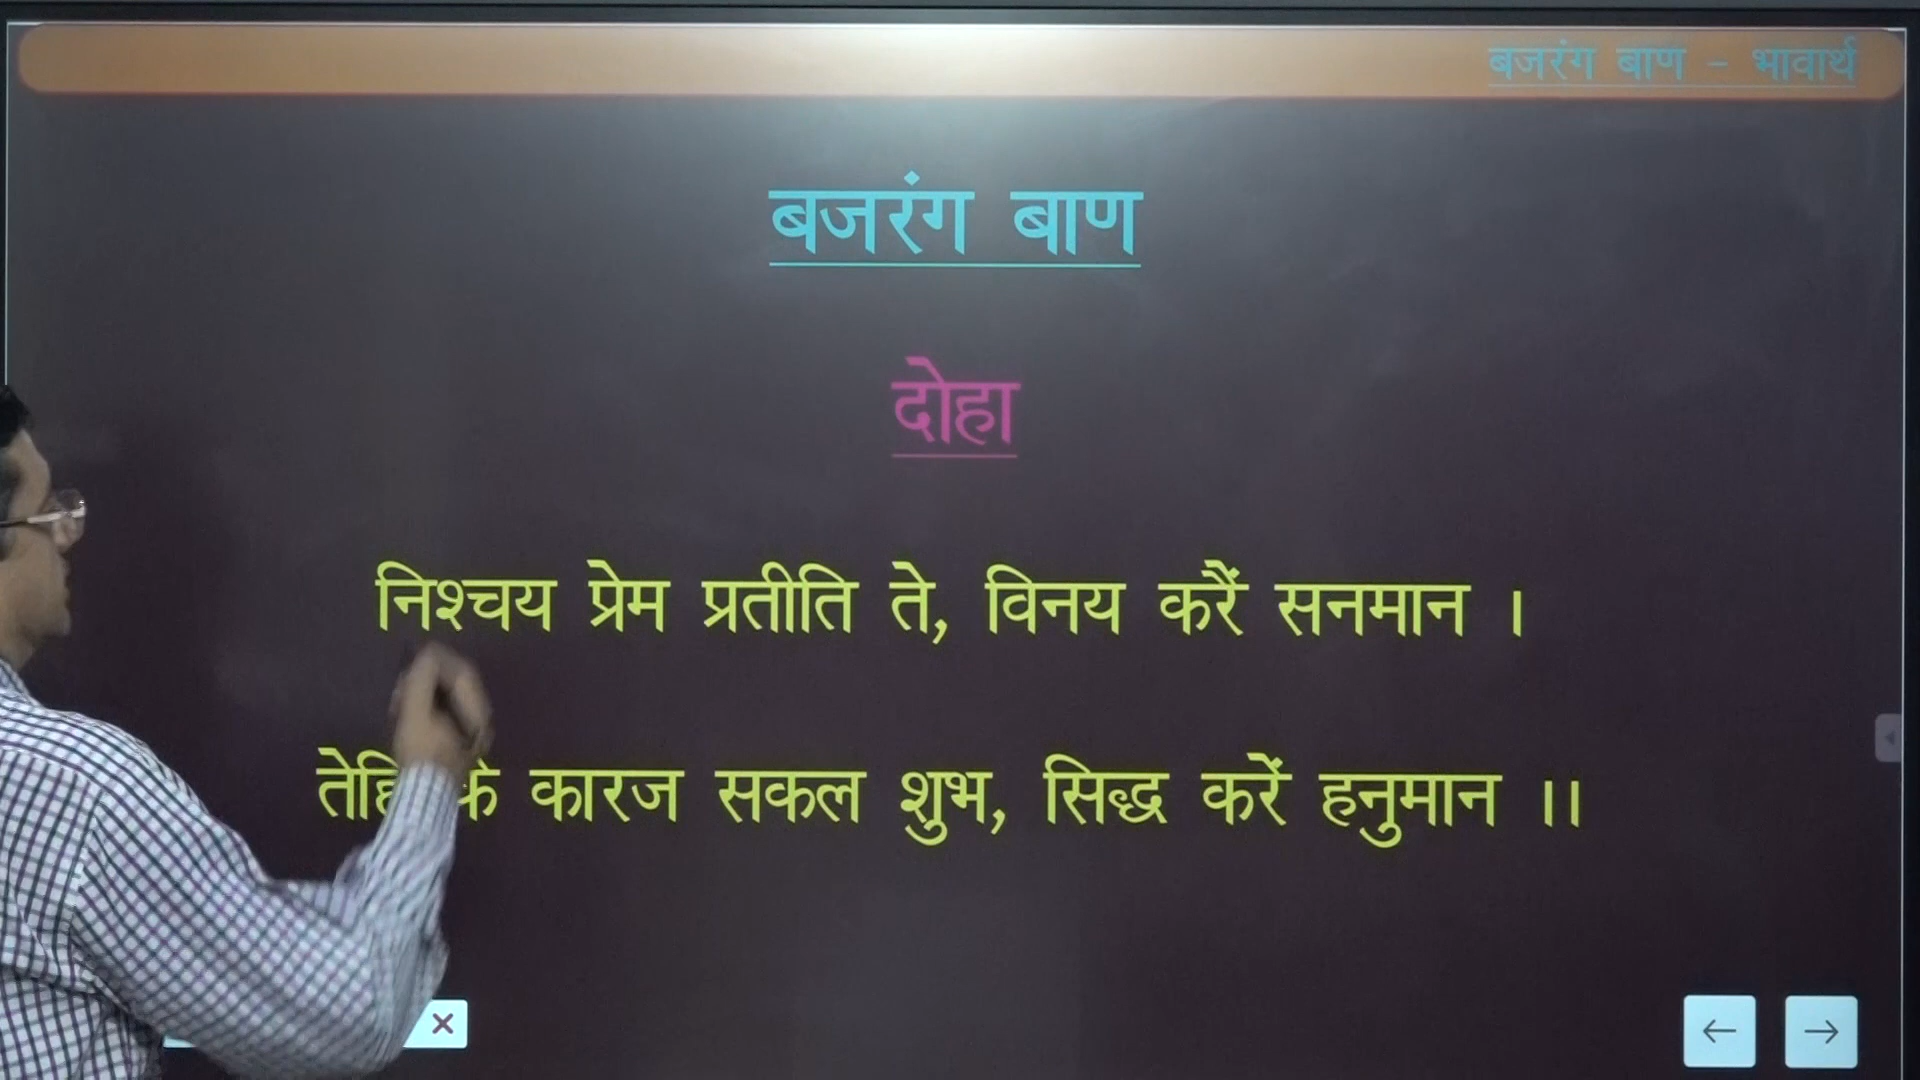 बजरंग बाण - भावार्थ
बजरंग बाण
दोहा
निश्चय प्रेम प्रतीति ते, विनय करैं सनमान ।
के कारज सकल शुभ, सिद्ध करें हनुमान ।।